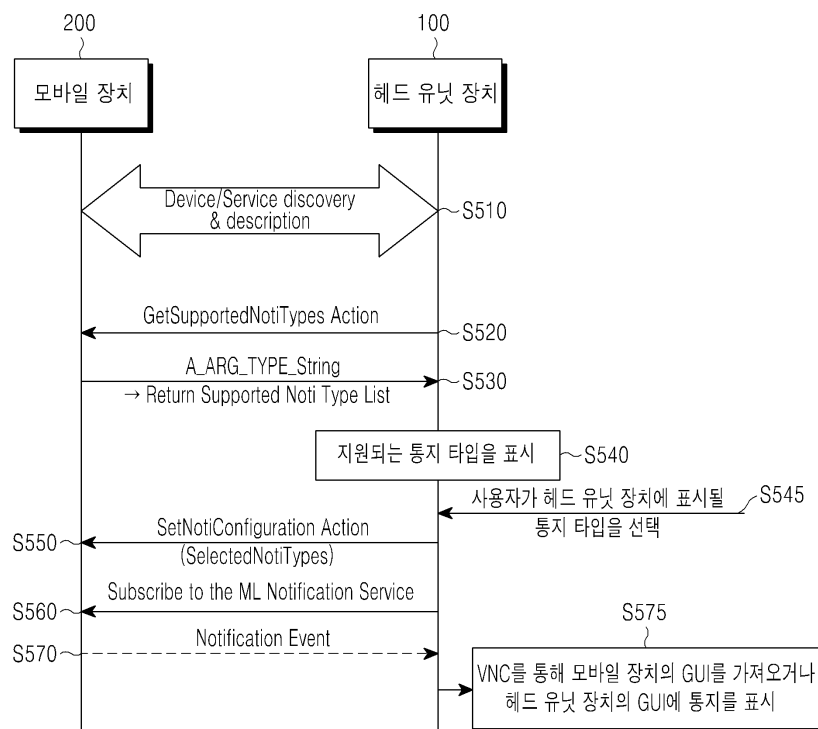 200
100
모바일 장치
헤드 유닛 장치
Device/Service discovery
& description
S510
GetSupportedNotiTypes Action
S520
A_ARG_TYPE_String
→ Return Supported Noti Type List
S530
지원되는 통지 타입을 표시
S540
사용자가 헤드 유닛 장치에 표시될
통지 타입을 선택
S545
SetNotiConfiguration Action
(SelectedNotiTypes)
S550
Subscribe to the ML Notification Service
S560
Notification Event
S570
S575
VNC를 통해 모바일 장치의 GUI를 가져오거나
헤드 유닛 장치의 GUI에 통지를 표시